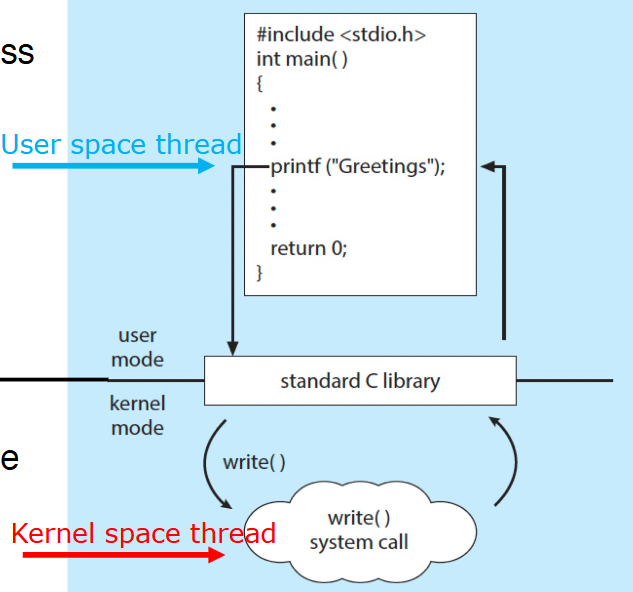 #include <stdio.h>
int main( )
{
.
.
.
printf ("Greetings");
.
.
.
return 0;
}
ss
User space thread
user
mode
standard C library
kernel
mode
e
write( )
Kernel space thread
write( )
system call